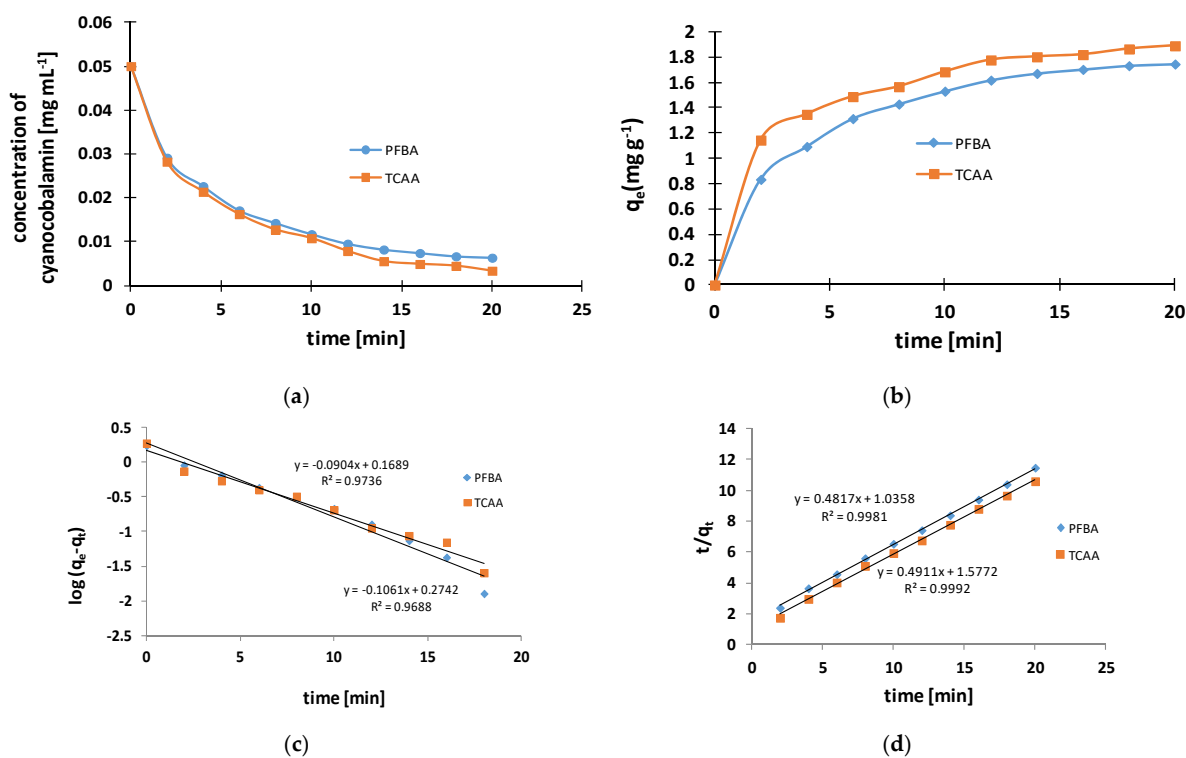 0.06
0.05
0.04
0.03
0.02
0.01
0
0
5
10
15
20
25
concentration of
cyanocobalamin [mg mL⁻¹]
time [min]
PFBA
TCAA
(a)
2
1.8
1.6
1.4
1.2
1
0.8
0.6
0.4
0.2
0
0
5
10
15
20
qₑ(mg g⁻¹)
time [min]
PFBA
TCAA
(b)
0.5
0
-0.5
-1
-1.5
-2
-2.5
0
5
10
15
20
log (qₑ-qₜ)
time [min]
y = -0.0904x + 0.1689
R² = 0.9736
y = -0.1061x + 0.2742
R² = 0.9688
PFBA
TCAA
(c)
14
12
10
8
6
4
2
0
0
5
10
15
20
25
t/qₜ
time [min]
y = 0.4817x + 1.0358
R² = 0.9981
y = 0.4911x + 1.5772
R² = 0.9992
PFBA
TCAA
(d)